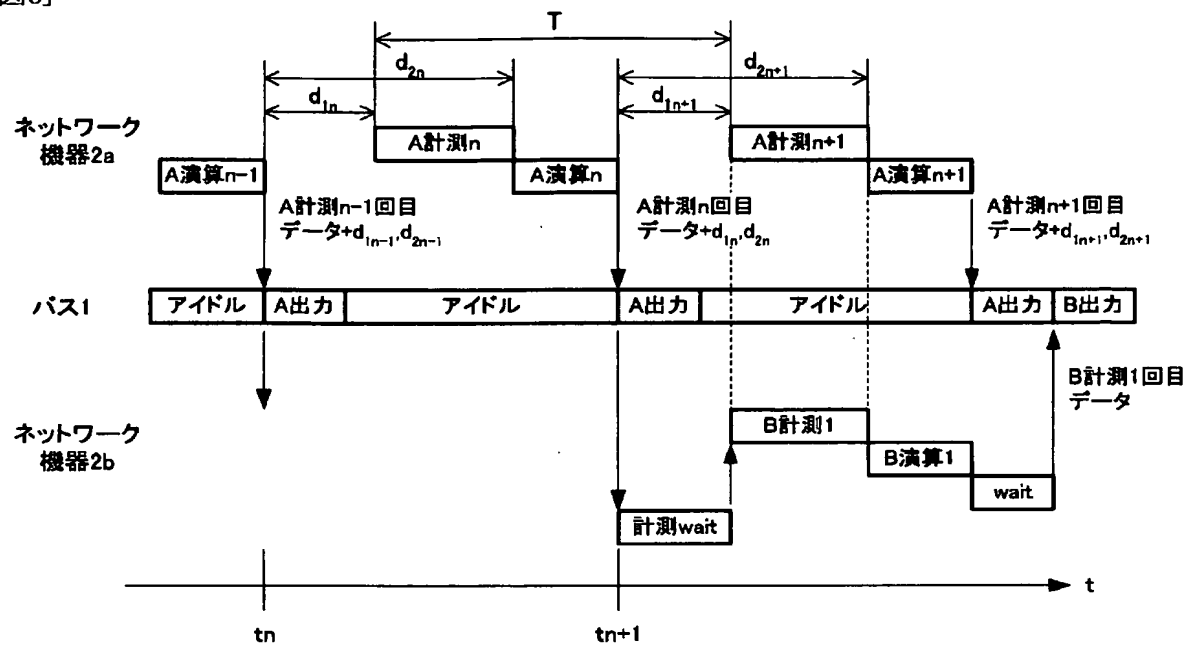 T
d2n
d2n+1
d1n
d1n+1
ネットワーク
機器2a
A計測n
A計測n+1
A演算n-1
A演算n
A演算n+1
A計測n-1回目
データ+d1n-1,d2n-1
A計測n回目
データ+d1n,d2n
A計測n+1回目
データ+d1n+1,d2n+1
バス1
アイドル
A出力
アイドル
A出力
アイドル
A出力
B出力
B計測1回目
データ
ネットワーク
機器2b
B計測1
B演算1
wait
計測wait
t
tn
tn+1